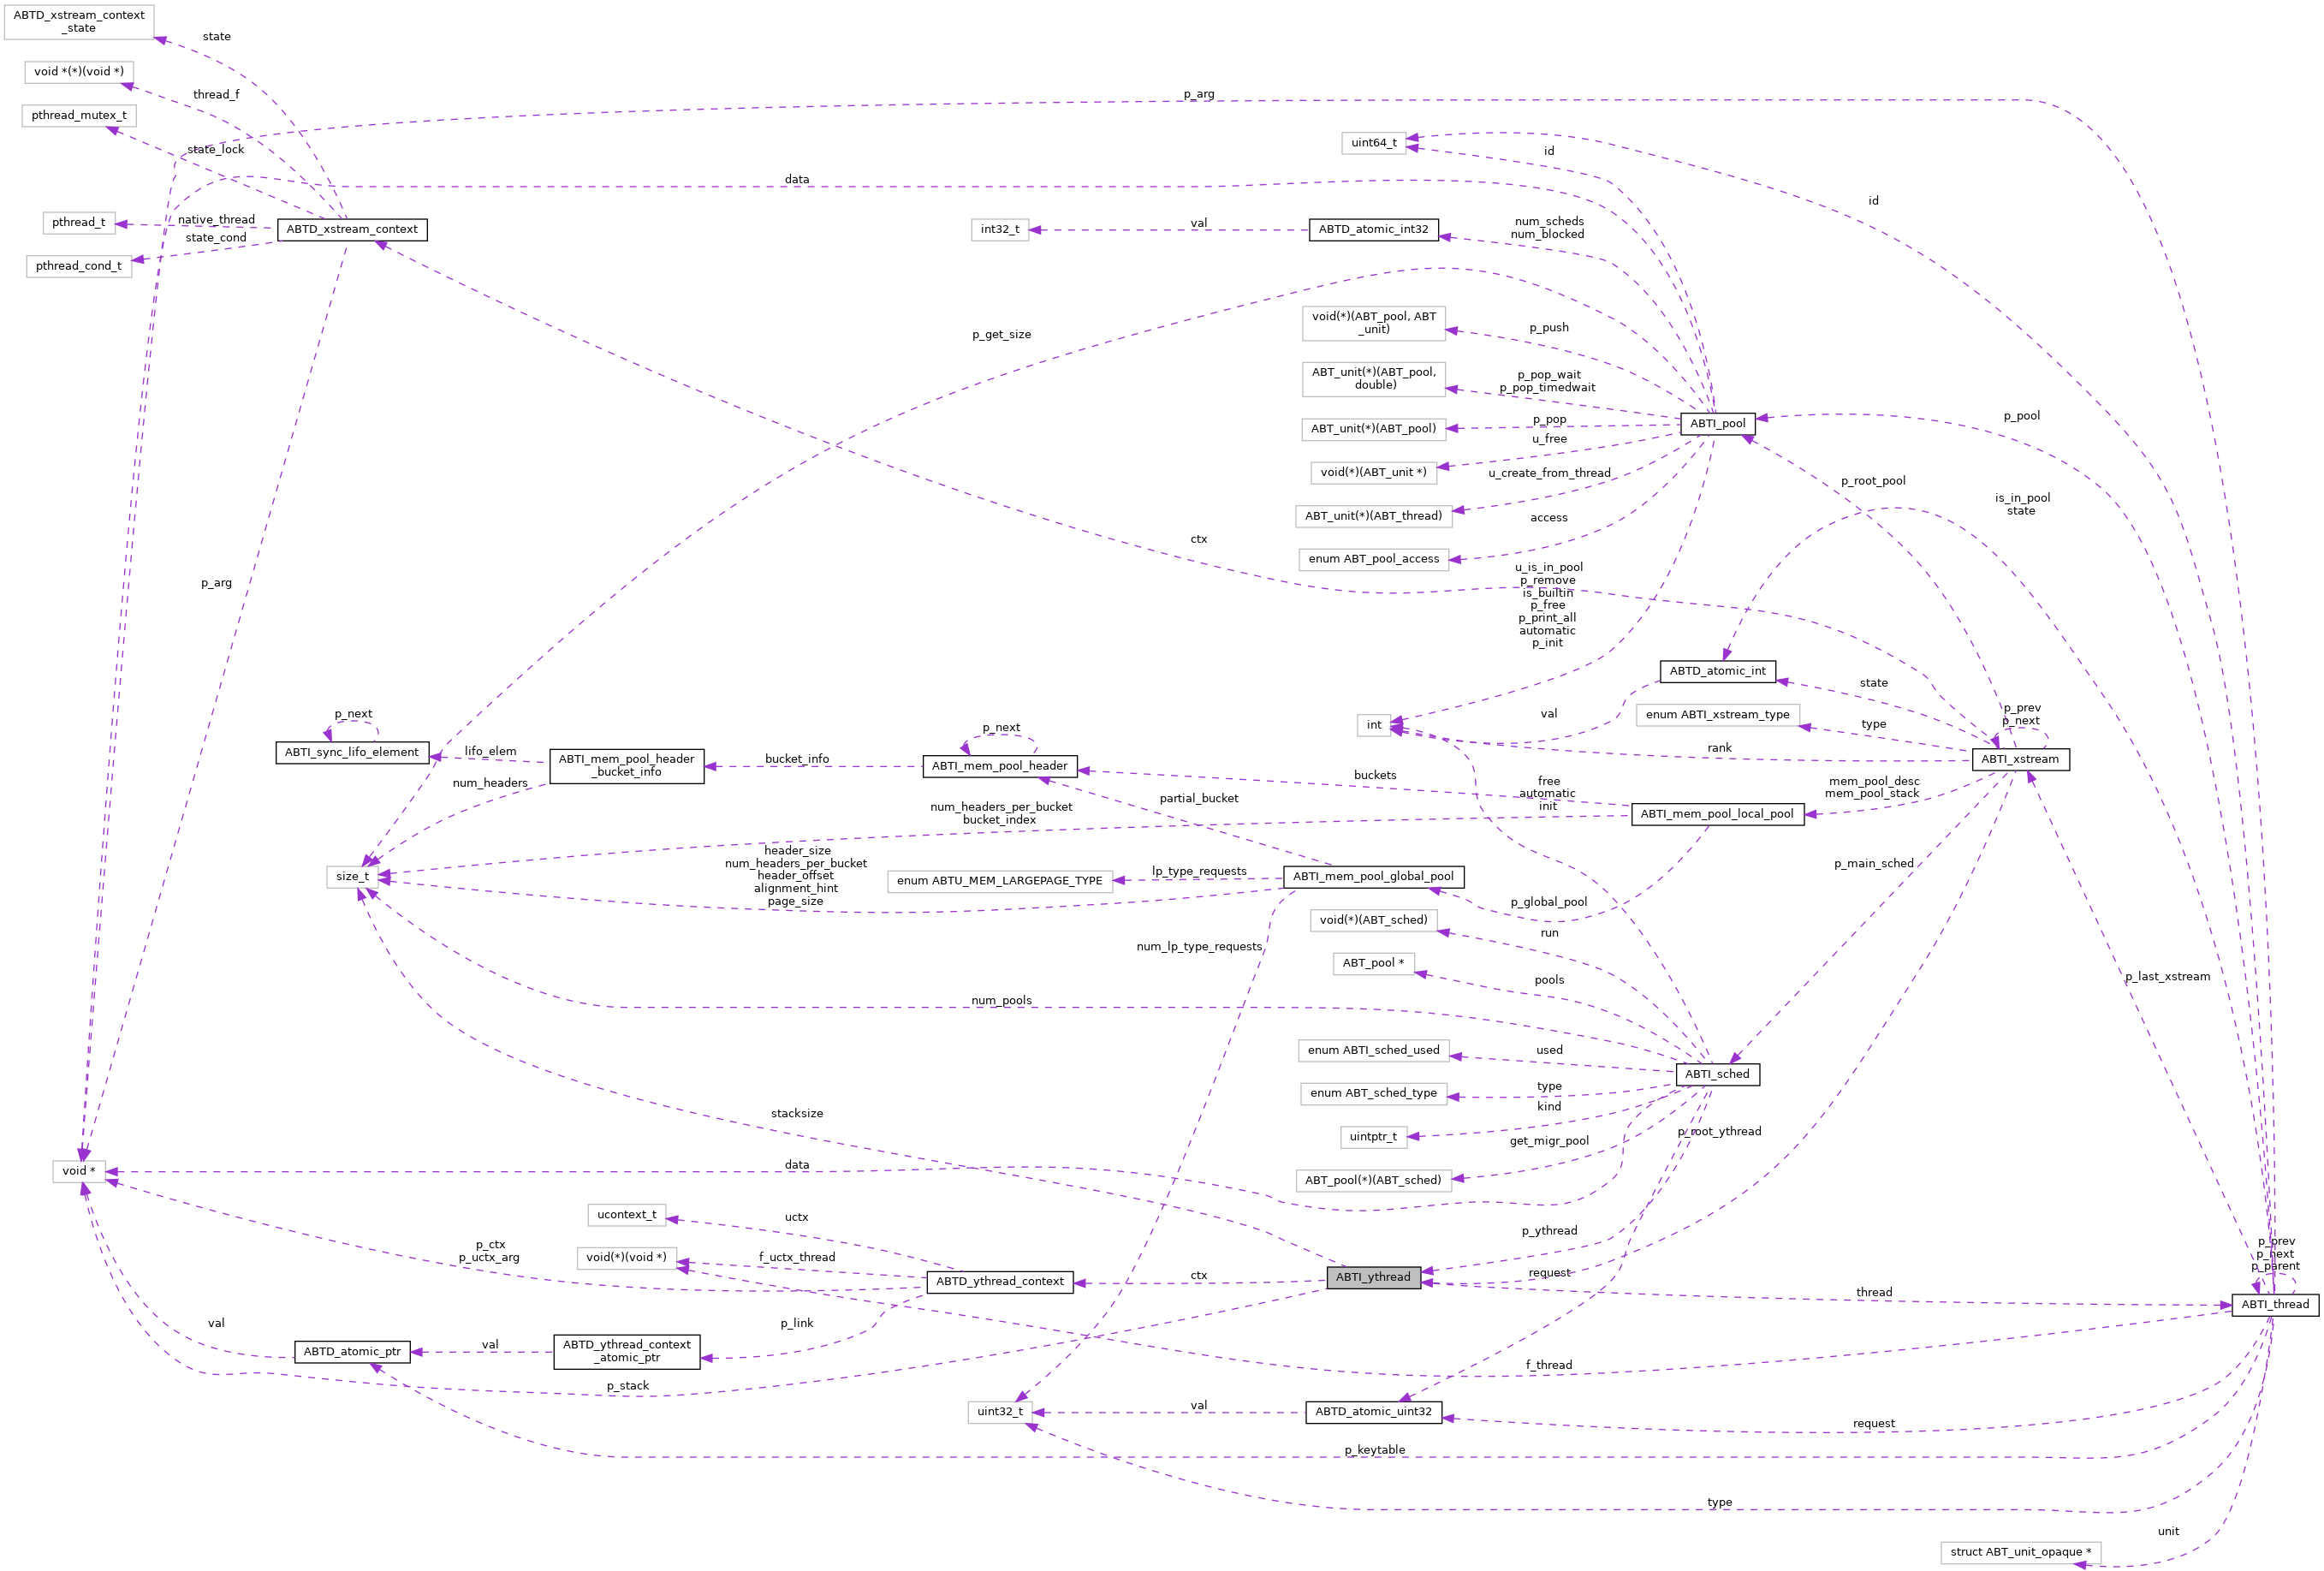 ABTD_xstream_context
_state
state
void *(*)(void *)
thread_f
p_arg
pthread_mutex_t
state_lock
uint64_t
id
data
id
pthread_t
native_thread
ABTD_xstream_context
state_cond
pthread_cond_t
int32_t
val
ABTD_atomic_int32
num_scheds
num_blocked
void(*)(ABT_pool, ABT
_unit)
p_push
p_get_size
ABT_unit(*)(ABT_pool,
double)
p_pop_wait
p_pop_timedwait
ABT_unit(*)(ABT_pool)
p_pop
ABTI_pool
p_pool
u_free
void(*)(ABT_unit *)
u_create_from_thread
p_root_pool
ABT_unit(*)(ABT_thread)
access
is_in_pool
state
enum ABT_pool_access
ctx
p_arg
u_is_in_pool
p_remove
is_builtin
p_free
p_print_all
automatic
p_init
ABTD_atomic_int
state
int
val
enum ABTI_xstream_type
type
p_prev
p_next
rank
ABTI_xstream
p_next
ABTI_sync_lifo_element
lifo_elem
ABTI_mem_pool_header
_bucket_info
bucket_info
p_next
ABTI_mem_pool_header
num_headers
buckets
free
automatic
init
mem_pool_desc
mem_pool_stack
partial_bucket
num_headers_per_bucket
bucket_index
ABTI_mem_pool_local_pool
header_size
num_headers_per_bucket
header_offset
alignment_hint
page_size
size_t
enum ABTU_MEM_LARGEPAGE_TYPE
lp_type_requests
ABTI_mem_pool_global_pool
p_main_sched
p_global_pool
void(*)(ABT_sched)
run
num_lp_type_requests
ABT_pool *
pools
p_last_xstream
num_pools
enum ABTI_sched_used
used
ABTI_sched
enum ABT_sched_type
type
kind
stacksize
uintptr_t
get_migr_pool
p_root_ythread
void *
data
ABT_pool(*)(ABT_sched)
ucontext_t
uctx
p_ythread
p_ctx
p_uctx_arg
void(*)(void *)
f_uctx_thread
request
p_prev
p_next
p_parent
ABTD_ythread_context
ctx
ABTI_ythread
thread
ABTI_thread
val
p_link
ABTD_atomic_ptr
val
ABTD_ythread_context
_atomic_ptr
f_thread
p_stack
uint32_t
val
ABTD_atomic_uint32
request
p_keytable
type
unit
struct ABT_unit_opaque *